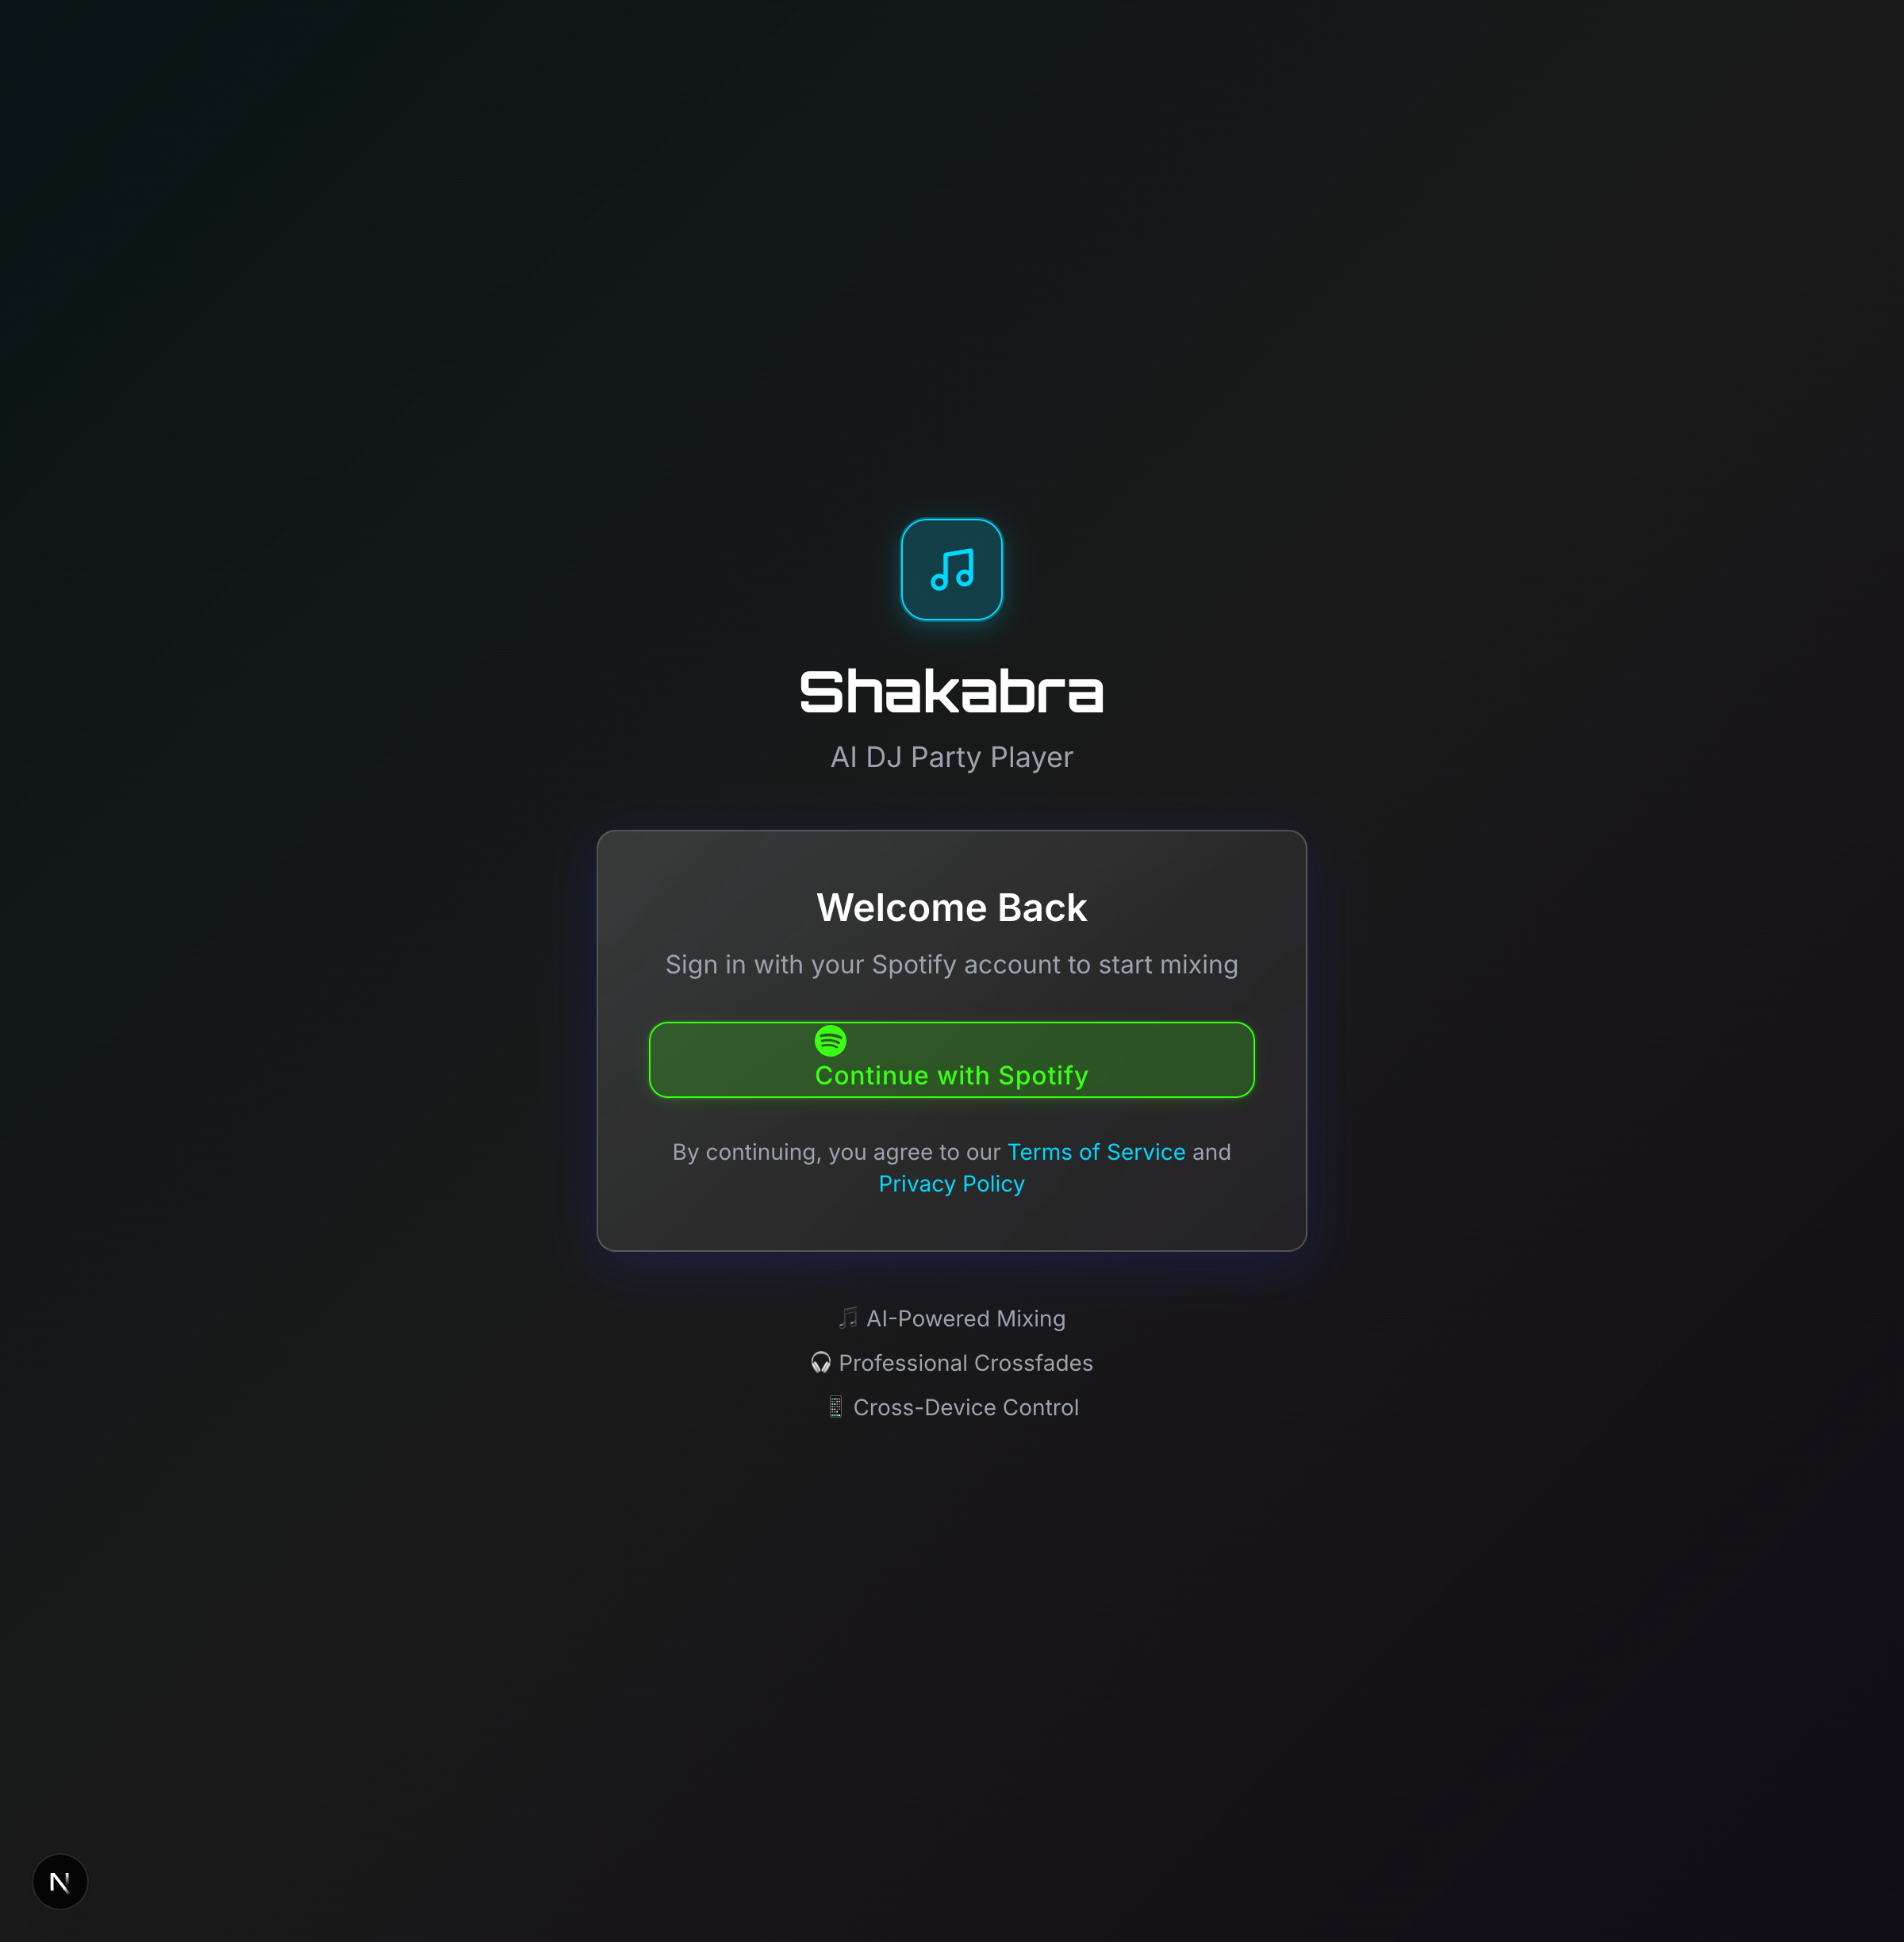 Shakabra
AI DJ Party Player
Welcome Back
Sign in with your Spotify account to start mixing
Continue with Spotify
By continuing, you agree to our Terms of Service and
Privacy Policy
🎵 AI-Powered Mixing
🎧 Professional Crossfades
📱 Cross-Device Control
N